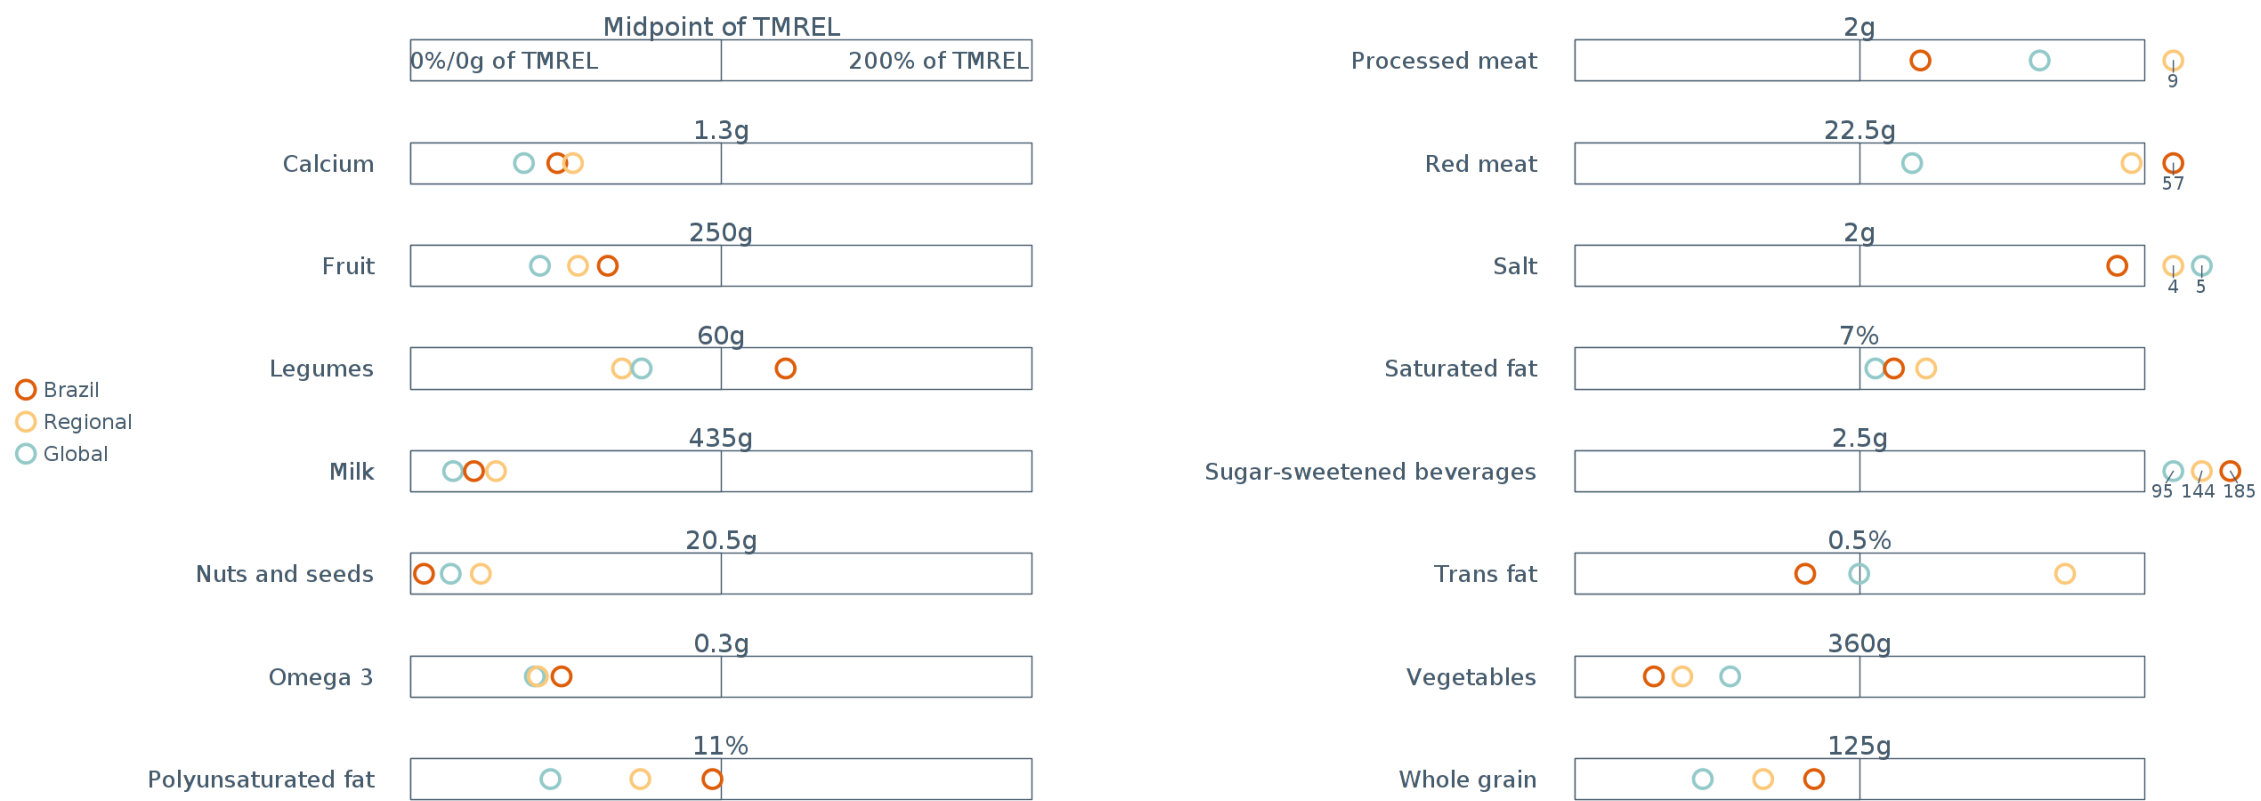 Midpoint of TMREL
0%/0g of TMREL 200% of TMREL
1.3g
Calcium
250g
Fruit
60g
Legumes
435g
Milk
20.5g
Nuts and seeds
0.3g
Omega 3
11%
Polyunsaturated fat
Brazil
Regional
Global
2g
Processed meat
9
22.5g
Red meat
57
2g
Salt
4 5
7%
Saturated fat
2.5g
Sugar-sweetened beverages
95 144 185
0.5%
Trans fat
360g
Vegetables
125g
Whole grain